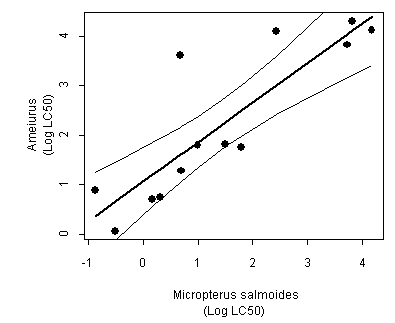 Ameiurus
(Log LC50)
4
3
2
1
0
-1 0 1 2 3 4
Micropterus salmoides
(Log LC50)